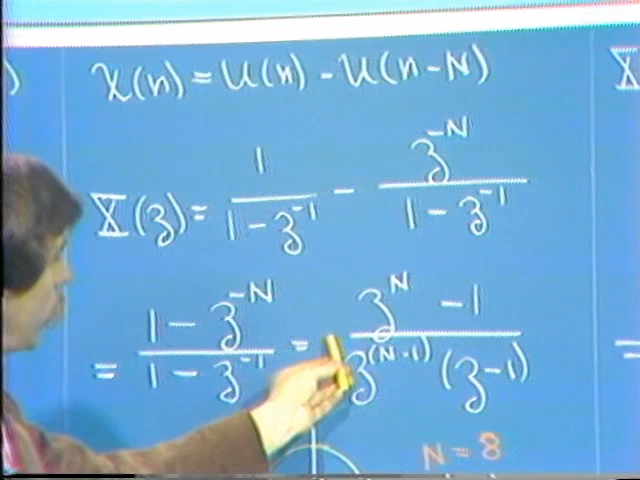 x(n) = u(n) - u(n-N)
X(z) = 1 / (1 - z^-1) - z^-N / (1 - z^-1)
= (1 - z^-N) / (1 - z^-1) = (z^N - 1) / (z^(N-1) (z-1))
N = 8